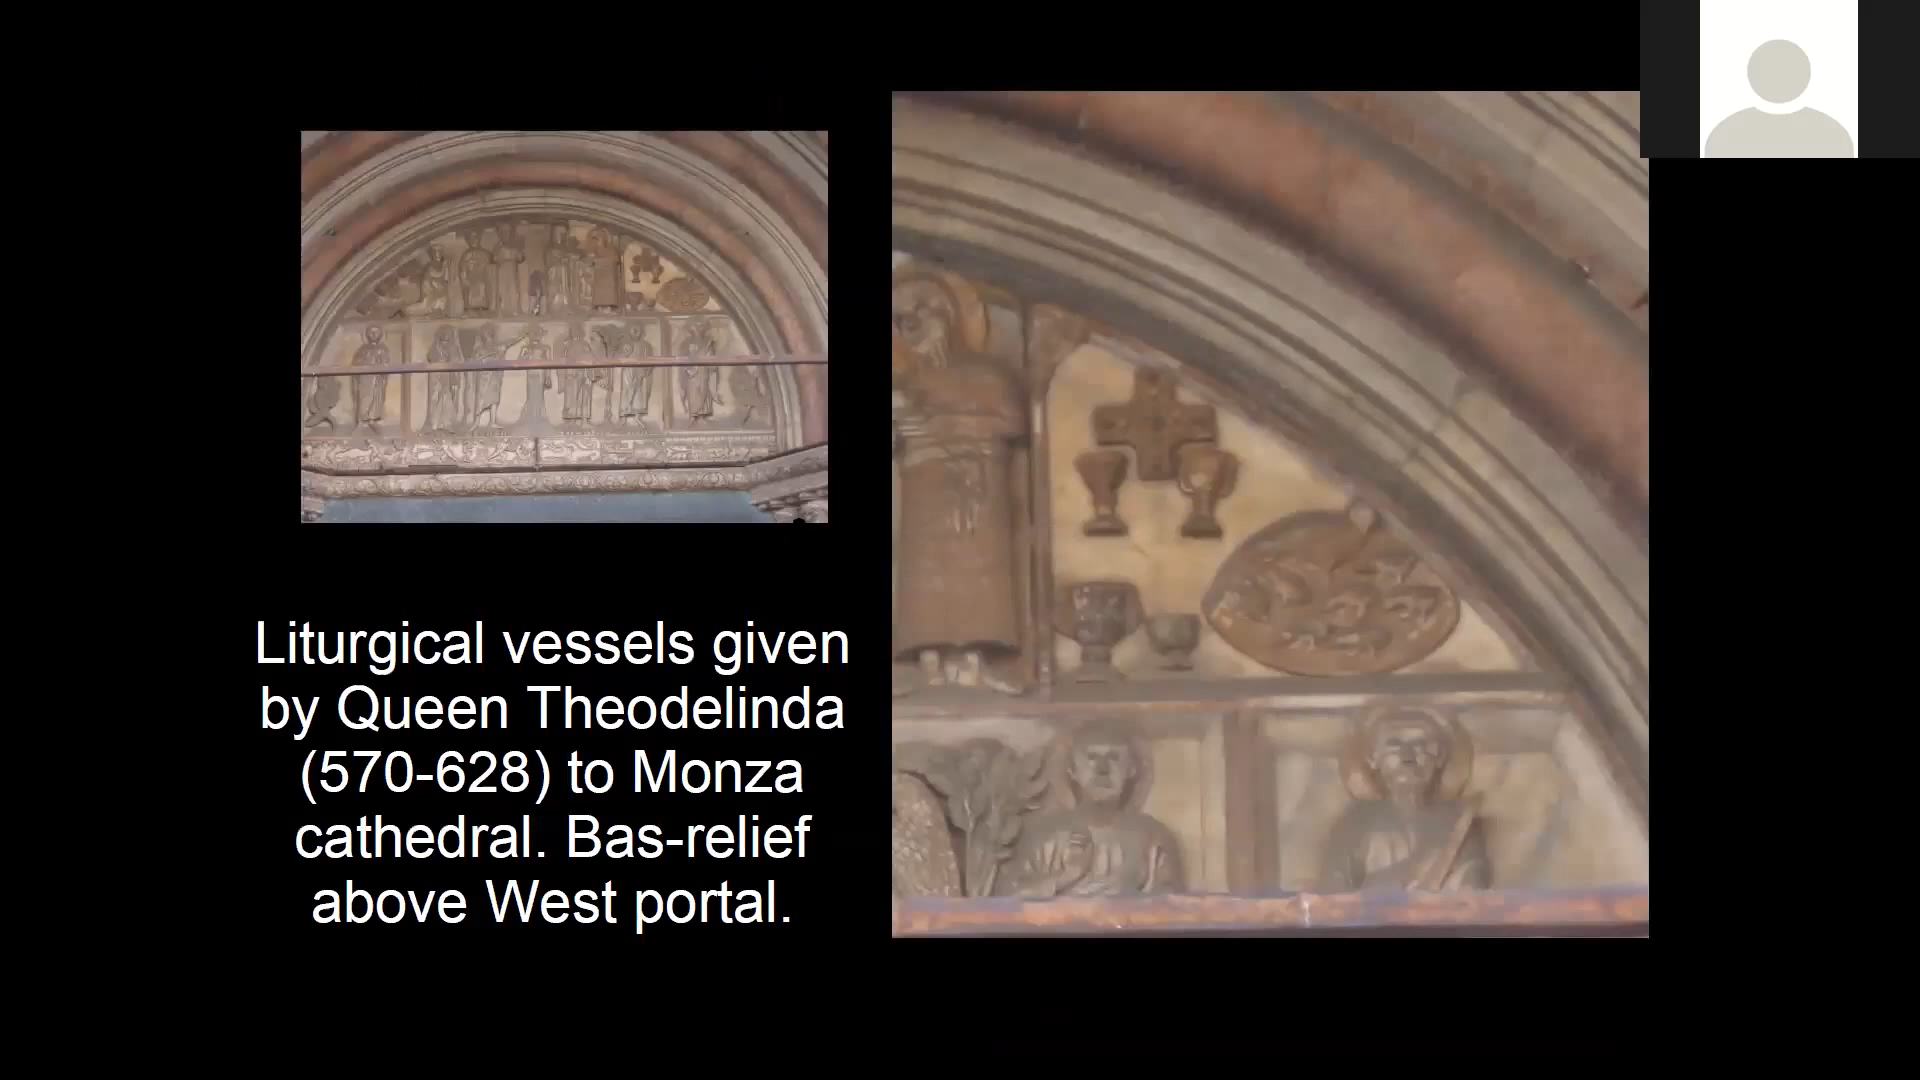 Liturgical vessels given
by Queen Theodelinda
(570-628) to Monza
cathedral. Bas-relief
above West portal.